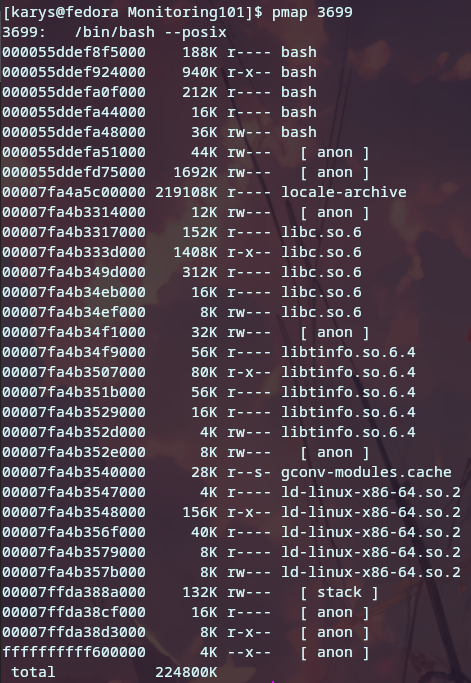 [karys@fedora Monitoring101]$ pmap 3699
3699:   /bin/bash --posix
000055ddef8f5000    188K r---- bash
000055ddef924000    940K r-x-- bash
000055ddefa0f000    212K r---- bash
000055ddefa44000     16K r---- bash
000055ddefa48000     36K rw--- bash
000055ddefa51000     44K rw---   [ anon ]
000055ddefd75000   1692K rw---   [ anon ]
00007fa4a5c00000 219108K r---- locale-archive
00007fa4b3314000     12K rw---   [ anon ]
00007fa4b3317000    152K r---- libc.so.6
00007fa4b333d000   1408K r-x-- libc.so.6
00007fa4b349d000    312K r---- libc.so.6
00007fa4b34eb000     16K r---- libc.so.6
00007fa4b34ef000      8K rw--- libc.so.6
00007fa4b34f1000     32K rw---   [ anon ]
00007fa4b34f9000     56K r---- libtinfo.so.6.4
00007fa4b3507000     80K r-x-- libtinfo.so.6.4
00007fa4b351b000     56K r---- libtinfo.so.6.4
00007fa4b3529000     16K r---- libtinfo.so.6.4
00007fa4b352d000      4K rw--- libtinfo.so.6.4
00007fa4b352e000      8K rw---   [ anon ]
00007fa4b3540000     28K r--s- gconv-modules.cache
00007fa4b3547000      4K r---- ld-linux-x86-64.so.2
00007fa4b3548000    156K r-x-- ld-linux-x86-64.so.2
00007fa4b356f000     40K r---- ld-linux-x86-64.so.2
00007fa4b3579000      8K r---- ld-linux-x86-64.so.2
00007fa4b357b000      8K rw--- ld-linux-x86-64.so.2
00007ffda388a000    132K rw---   [ stack ]
00007ffda38cf000     16K r----   [ anon ]
00007ffda38d3000      8K r-x--   [ anon ]
ffffffffff600000      4K --x--   [ anon ]
 total           224800K